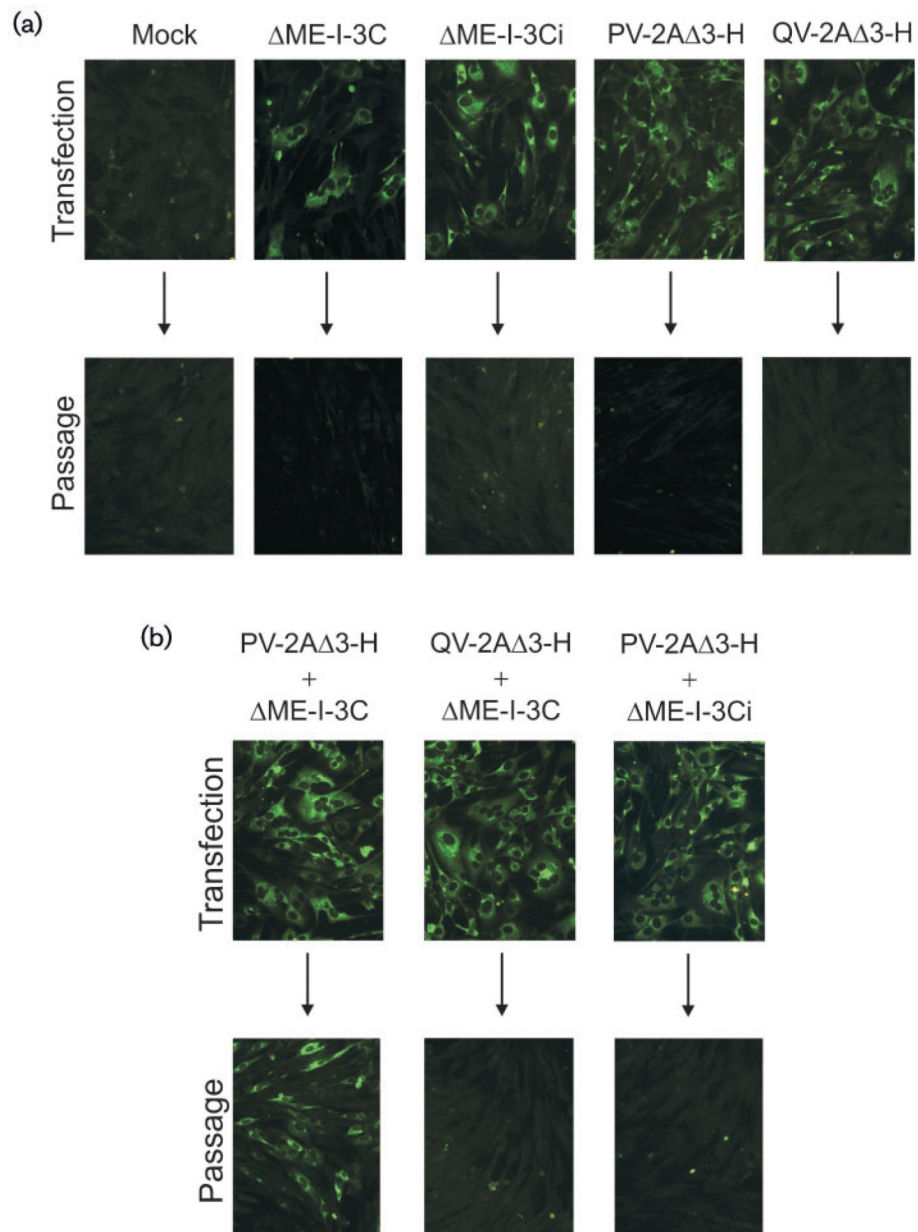 (a)
Mock ΔME-I-3C ΔME-I-3Ci PV-2AΔ3-H QV-2AΔ3-H
Transfection
Passage
(b)
PV-2AΔ3-H QV-2AΔ3-H PV-2AΔ3-H
+ + +
ΔME-I-3C ΔME-I-3C ΔME-I-3Ci
Transfection
Passage